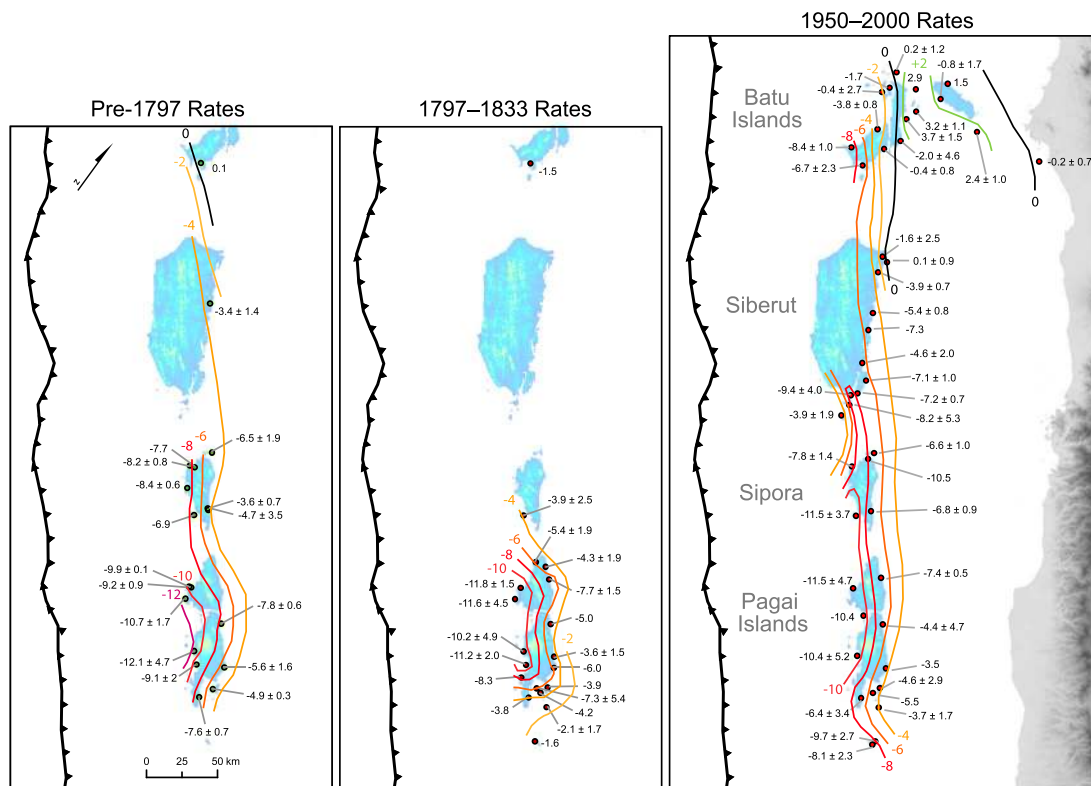 Pre-1797 Rates
z
0
-2
0.1
-4
-3.4 ± 1.4
-6
-6.5 ± 1.9
-7.7
-8
-8.2 ± 0.8
-8.4 ± 0.6
-3.6 ± 0.7
-4.7 ± 3.5
-6.9
-9.9 ± 0.1
-9.2 ± 0.9
-10
-12
-7.8 ± 0.6
-10.7 ± 1.7
-12.1 ± 4.7
-9.1 ± 2
-5.6 ± 1.6
-4.9 ± 0.3
-7.6 ± 0.7
0 25 50 km
1797–1833 Rates
-1.5
-4
-3.9 ± 2.5
-5.4 ± 1.9
-6
-4.3 ± 1.9
-8
-10
-11.8 ± 1.5
-7.7 ± 1.5
-11.6 ± 4.5
-5.0
-2
-10.2 ± 4.9
-3.6 ± 1.5
-11.2 ± 2.0
-6.0
-8.3
-3.9
-7.3 ± 5.4
-3.8
-4.2
-2.1 ± 1.7
-1.6
1950–2000 Rates
0
0.2 ± 1.2
-2
+2
-0.8 ± 1.7
-1.7
2.9
1.5
-0.4 ± 2.7
Batu
Islands
-3.8 ± 0.8
-4
-6
-8
3.2 ± 1.1
3.7 ± 1.5
-8.4 ± 1.0
-2.0 ± 4.6
-0.2 ± 0.7
-6.7 ± 2.3
-0.4 ± 0.8
2.4 ± 1.0
0
-1.6 ± 2.5
0.1 ± 0.9
-3.9 ± 0.7
0
Siberut
-5.4 ± 0.8
-7.3
-4.6 ± 2.0
-7.1 ± 1.0
-9.4 ± 4.0
-7.2 ± 0.7
-3.9 ± 1.9
-8.2 ± 5.3
-6.6 ± 1.0
-7.8 ± 1.4
-10.5
Sipora
-11.5 ± 3.7
-6.8 ± 0.9
-11.5 ± 4.7
-7.4 ± 0.5
Pagai
Islands
-10.4
-4.4 ± 4.7
-10.4 ± 5.2
-3.5
-10
-4.6 ± 2.9
-5.5
-6.4 ± 3.4
-3.7 ± 1.7
-9.7 ± 2.7
-4
-6
-8.1 ± 2.3
-8